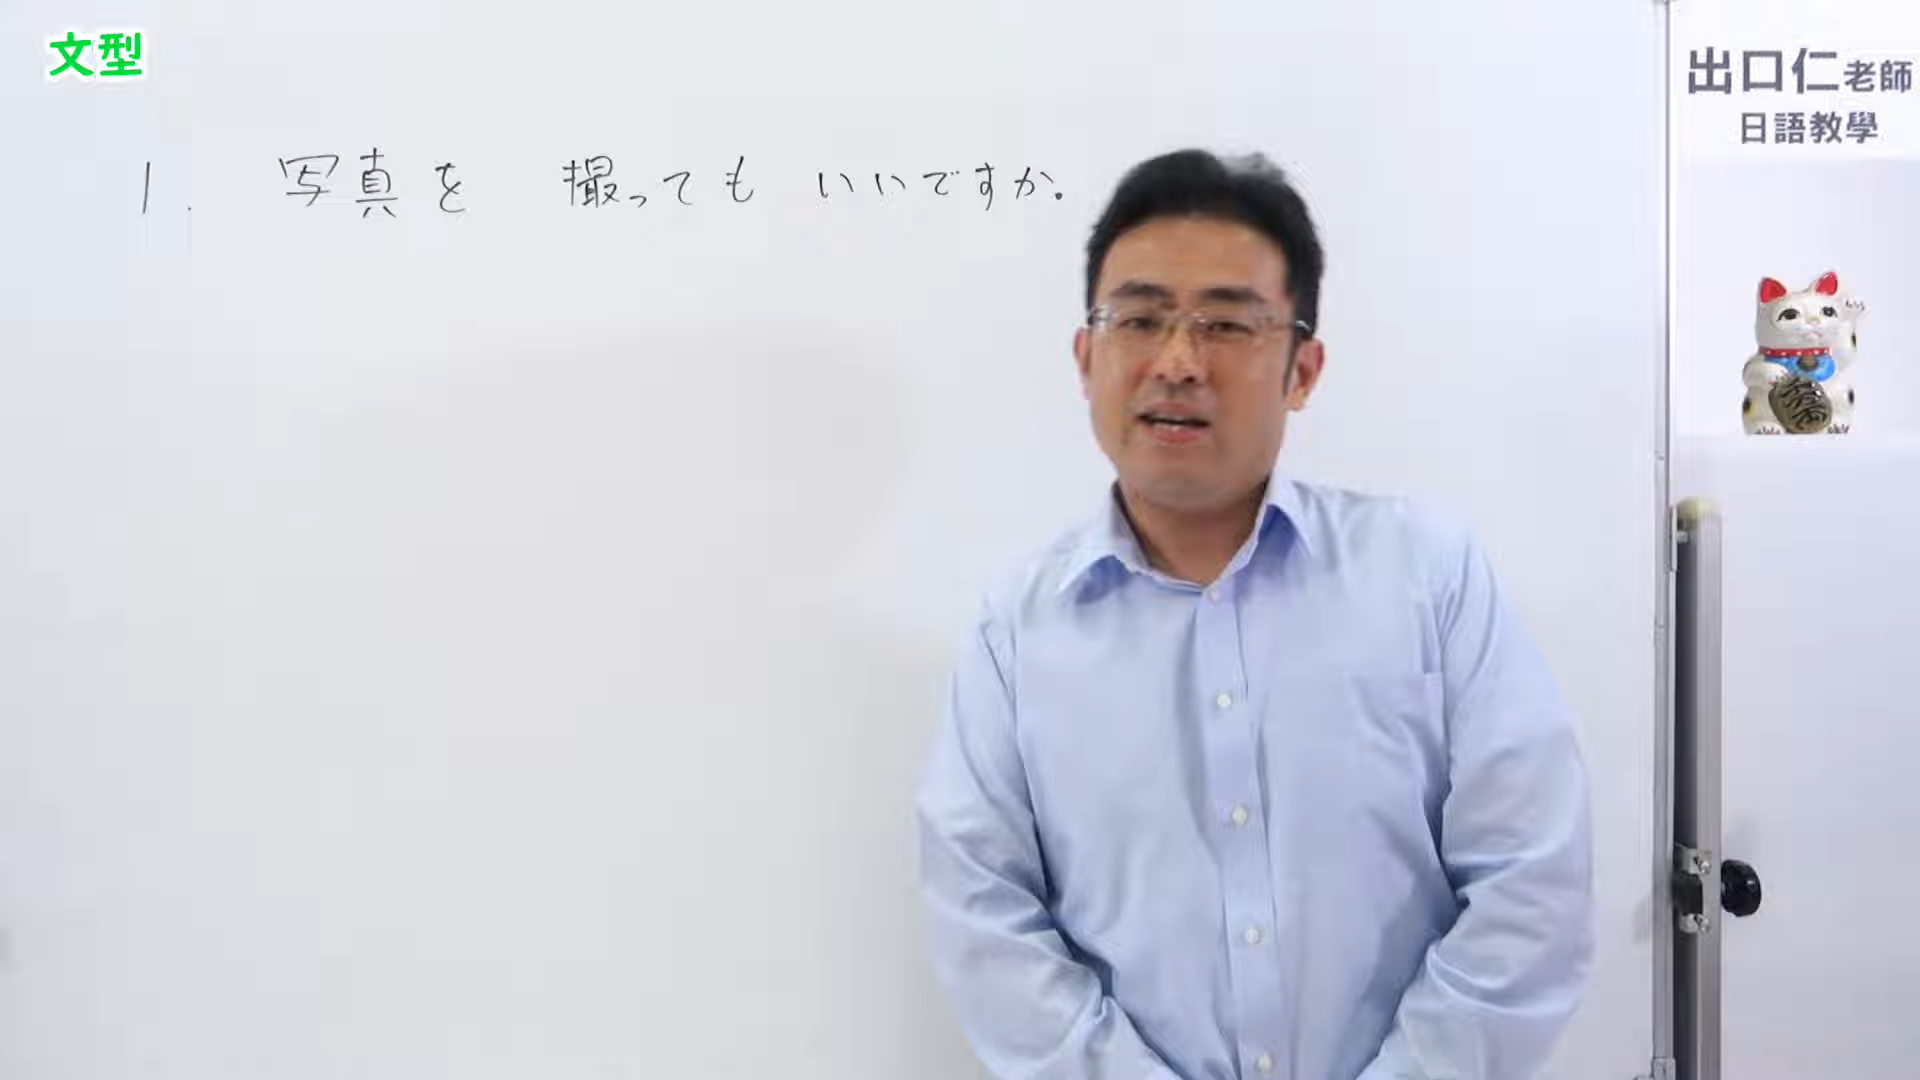 文型
1. 写真を 撮っても いいですか.
出口仁老師
日語教學